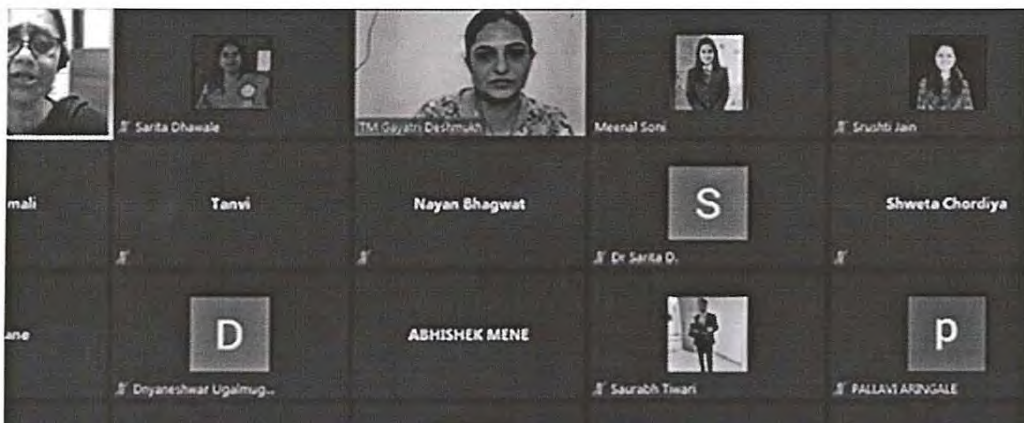 Sarita Dhawale
TM Gayatri Deshmukh
Meenal Soni
Srushti Jain
mali
Tanvi
Nayan Bhagwat
S
Dr Sarita D.
Shweta Chordiya
ane
D
Dnyaneshwar Ugalmug...
ABHISHEK MENE
Saurabh Tiwari
p
PALLAVI ARINGALE